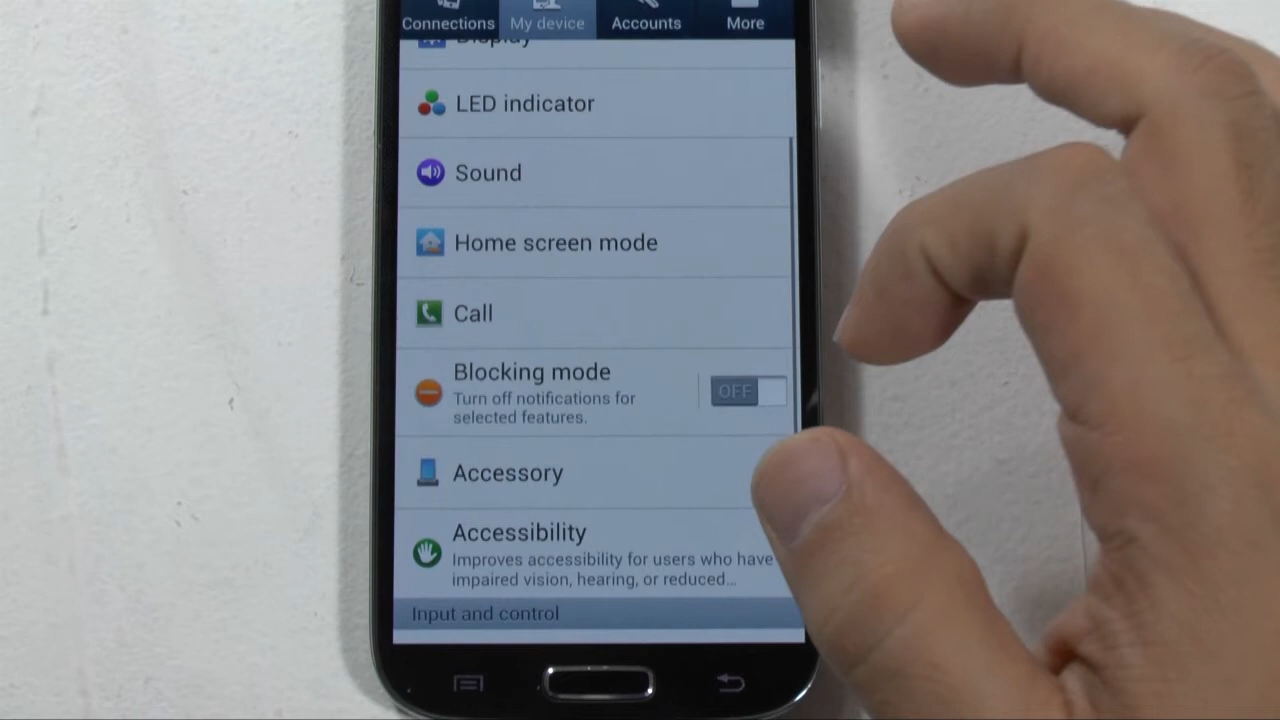 Connections My device Accounts More
Display
LED indicator
Sound
Home screen mode
Call
Blocking mode
Turn off notifications for
selected features.
OFF
Accessory
Accessibility
Improves accessibility for users who have
impaired vision, hearing, or reduced...
Input and control